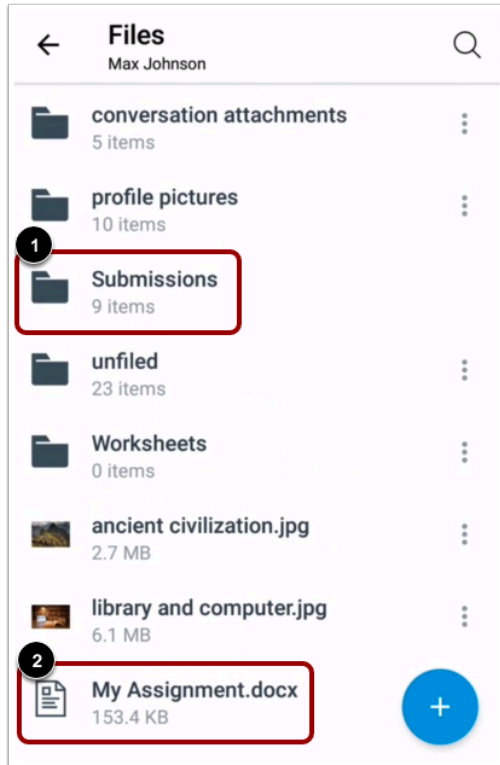 Files
Max Johnson
conversation attachments
5 items
profile pictures
10 items
1
Submissions
9 items
unfiled
23 items
Worksheets
0 items
ancient civilization.jpg
2.7 MB
library and computer.jpg
6.1 MB
2
My Assignment.docx
153.4 KB
+